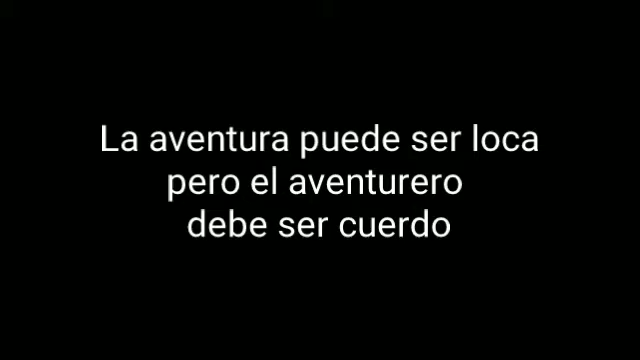 La aventura puede ser loca
pero el aventurero
debe ser cuerdo